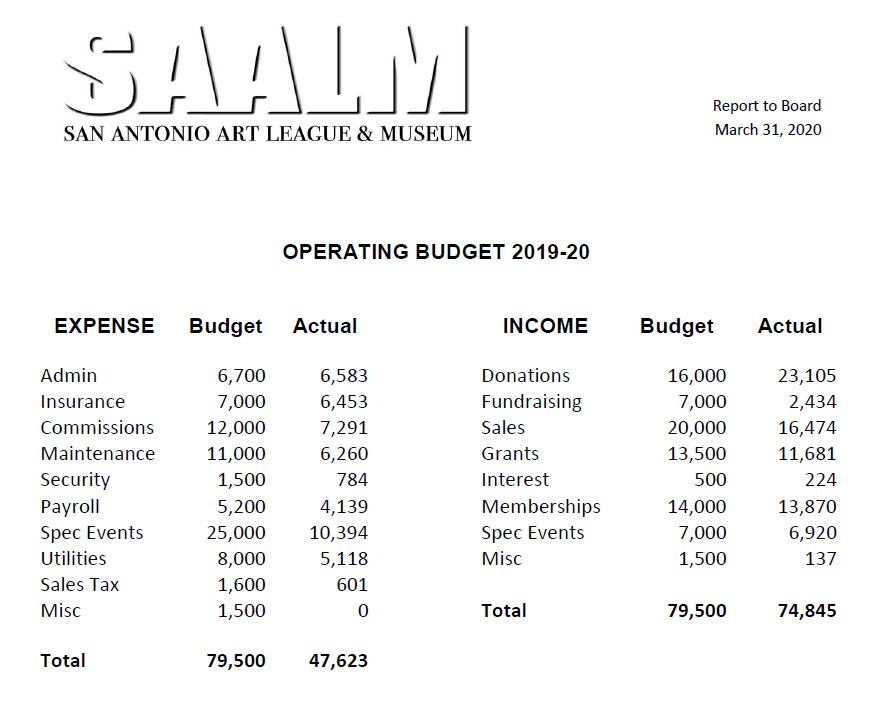 SAALM
SAN ANTONIO ART LEAGUE & MUSEUM
Report to Board
March 31, 2020
OPERATING BUDGET 2019-20
EXPENSE Budget Actual INCOME Budget Actual
Admin 6,700 6,583 Donations 16,000 23,105
Insurance 7,000 6,453 Fundraising 7,000 2,434
Commissions 12,000 7,291 Sales 20,000 16,474
Maintenance 11,000 6,260 Grants 13,500 11,681
Security 1,500 784 Interest 500 224
Payroll 5,200 4,139 Memberships 14,000 13,870
Spec Events 25,000 10,394 Spec Events 7,000 6,920
Utilities 8,000 5,118 Misc 1,500 137
Sales Tax 1,600 601
Misc 1,500 0 Total 79,500 74,845
Total 79,500 47,623